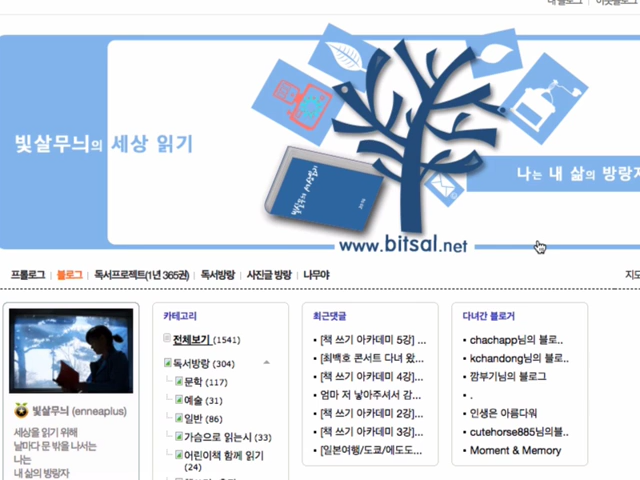 내 블로그 | 이웃블로그
빛살무늬의 세상 읽기
나는 내 삶의 방랑자
www.bitsal.net
프롤로그 | 블로그 | 독서프로젝트(1년 365권) | 독서방랑 | 사진글 방랑 | 나무야
지도
카테고리
전체보기 (1541)
독서방랑 (304)
문학 (117)
예술 (31)
일반 (86)
가슴으로 읽는시 (33)
어린이책 함께 읽기
(24)
최근댓글
[책 쓰기 아카데미 5강] ...
[최백호 콘서트 다녀 왔...
[책 쓰기 아카데미 4강] ...
엄마 저 낳아주셔서 감...
[책 쓰기 아카데미 2강] ...
[책 쓰기 아카데미 3강] ...
[일본여행/도쿄/에도도...
다녀간 블로거
chachapp님의 블로..
kchandong님의 블로..
깜부기님의 블로그
.
인생은 아름다워
cutehorse885님의블..
Moment & Memory
빛살무늬 (enneaplus)
세상을 읽기 위해
날마다 문 밖을 나서는
나는
내 삶의 방랑자